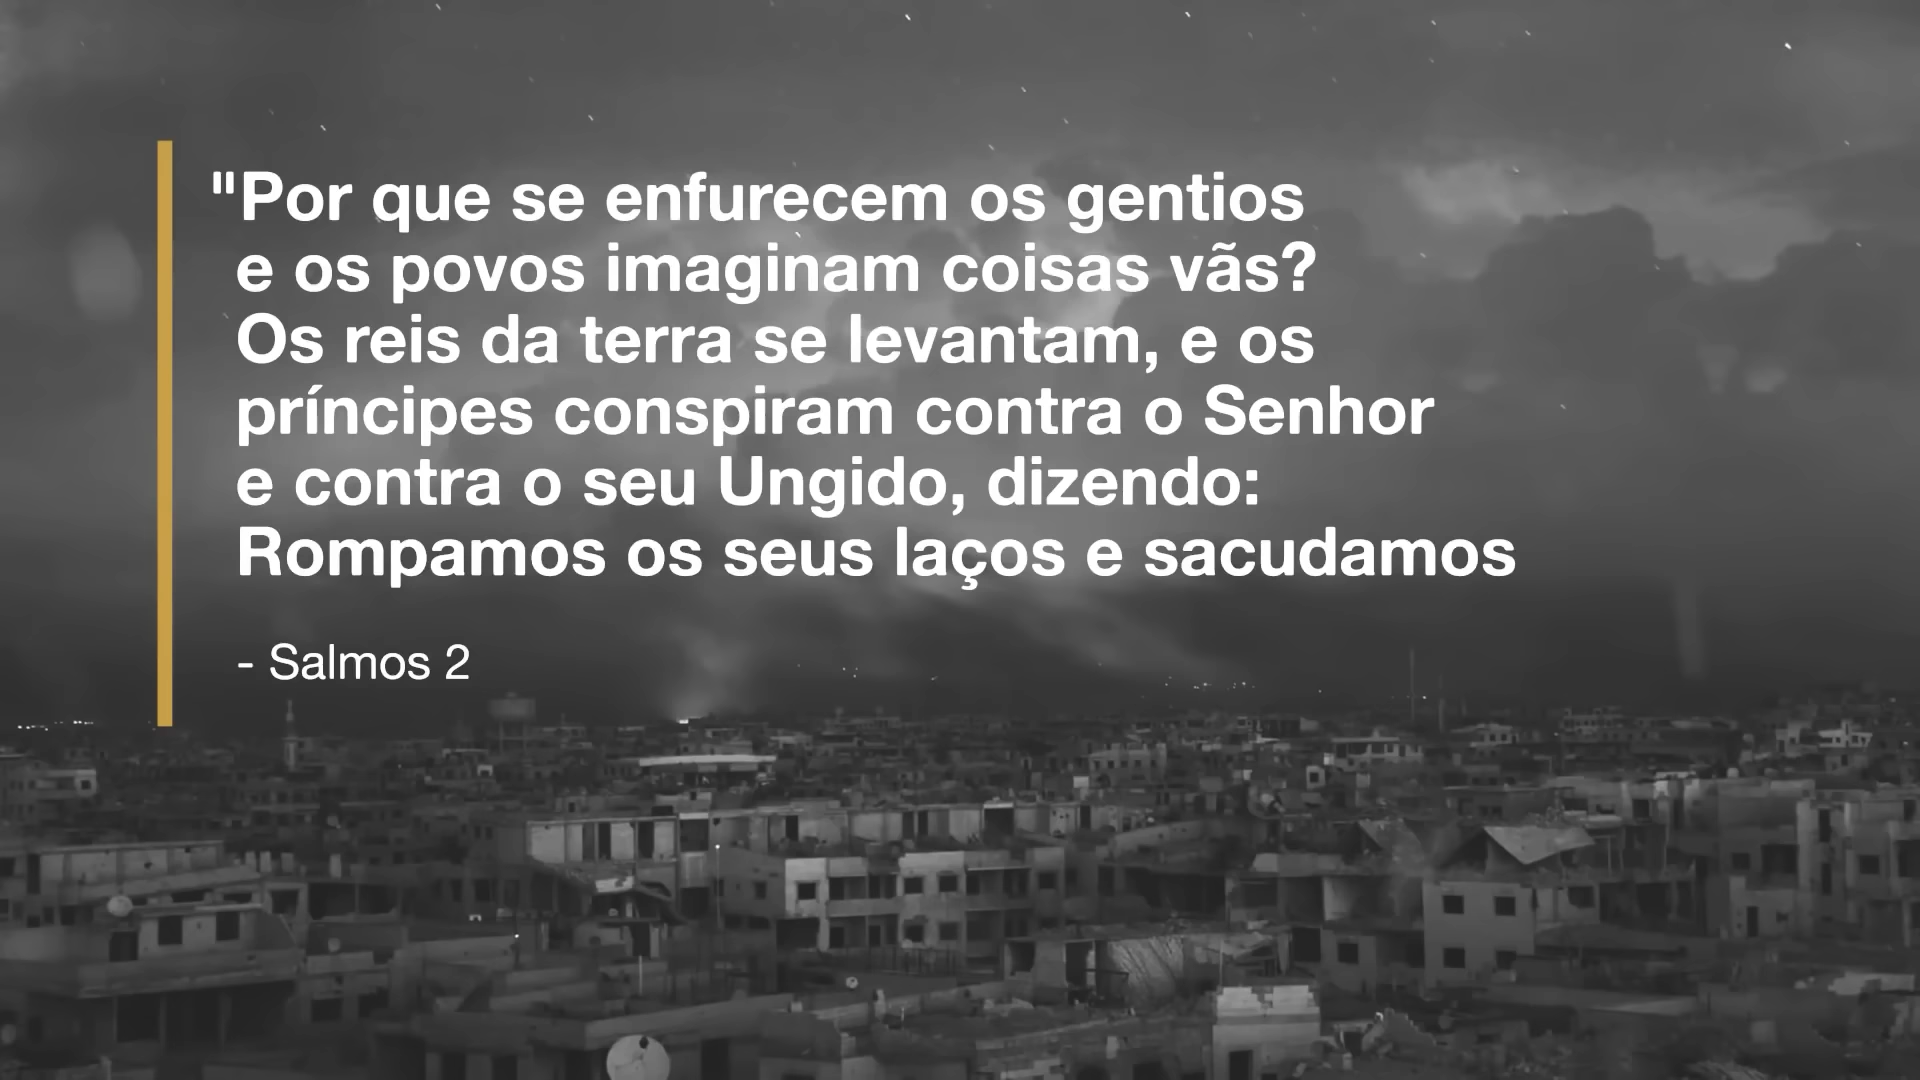 "Por que se enfurecem os gentios
e os povos imaginam coisas vãs?
Os reis da terra se levantam, e os
príncipes conspiram contra o Senhor
e contra o seu Ungido, dizendo:
Rompamos os seus laços e sacudamos
- Salmos 2